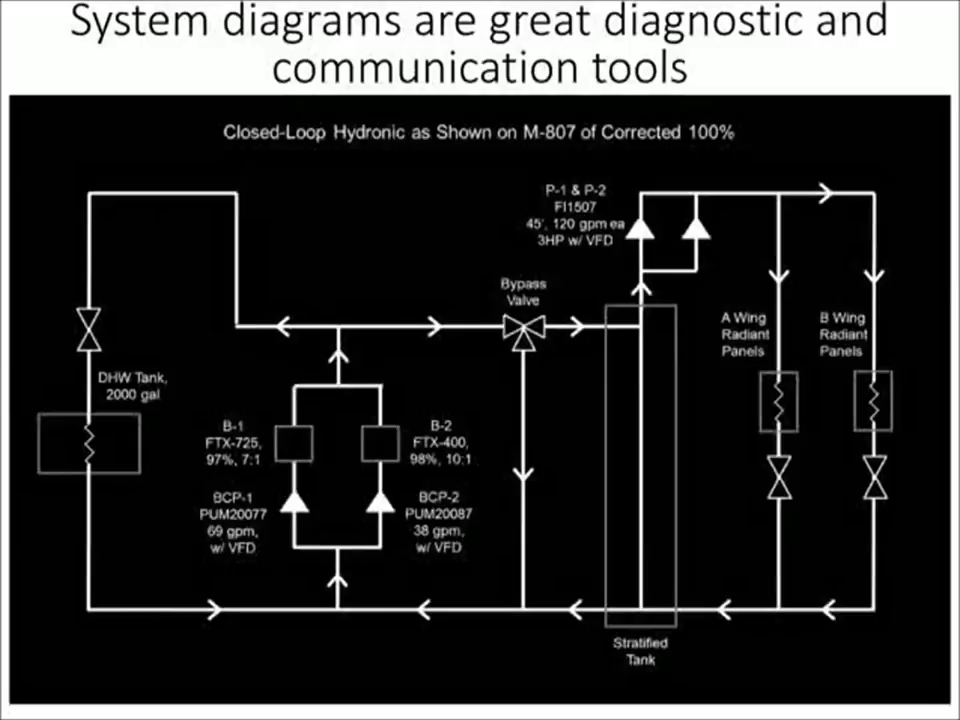 System diagrams are great diagnostic and
communication tools
Closed-Loop Hydronic as Shown on M-807 of Corrected 100%
P-1 & P-2
FI1507
45', 120 gpm ea
3HP w/ VFD
Bypass
Valve
A Wing
Radiant
Panels
B Wing
Radiant
Panels
DHW Tank,
2000 gal
B-1
FTX-725,
97%, 7:1
B-2
FTX-400,
98%, 10:1
BCP-1
PUM20077
69 gpm,
w/ VFD
BCP-2
PUM20087
38 gpm,
w/ VFD
Stratified
Tank